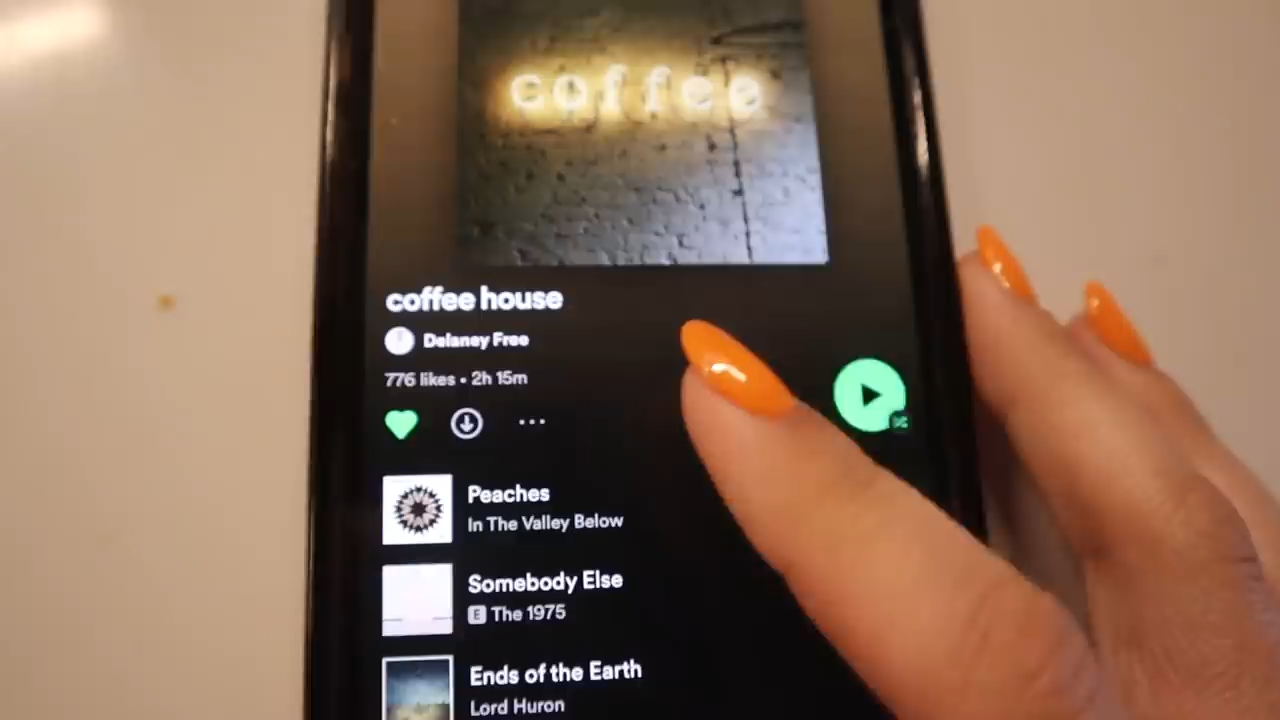 coffee
coffee house
Delaney Free
776 likes • 2h 15m
Peaches
In The Valley Below
Somebody Else
E The 1975
Ends of the Earth
Lord Huron